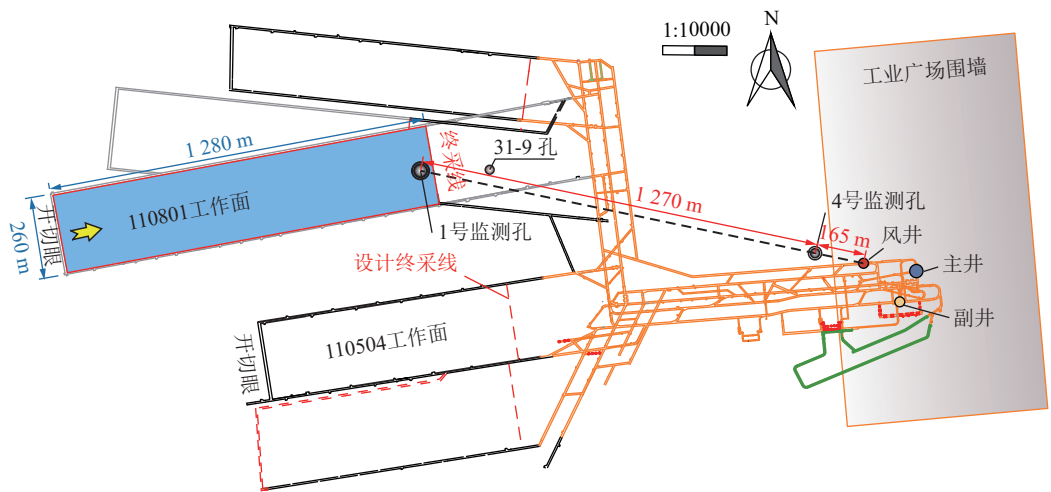 1:10000
N
工业广场围墙
1 280 m
终采线
31-9 孔
110801工作面
开切眼
260 m
1号监测孔
1 270 m
4号监测孔
165 m
风井
主井
副井
设计终采线
110504工作面
开切眼